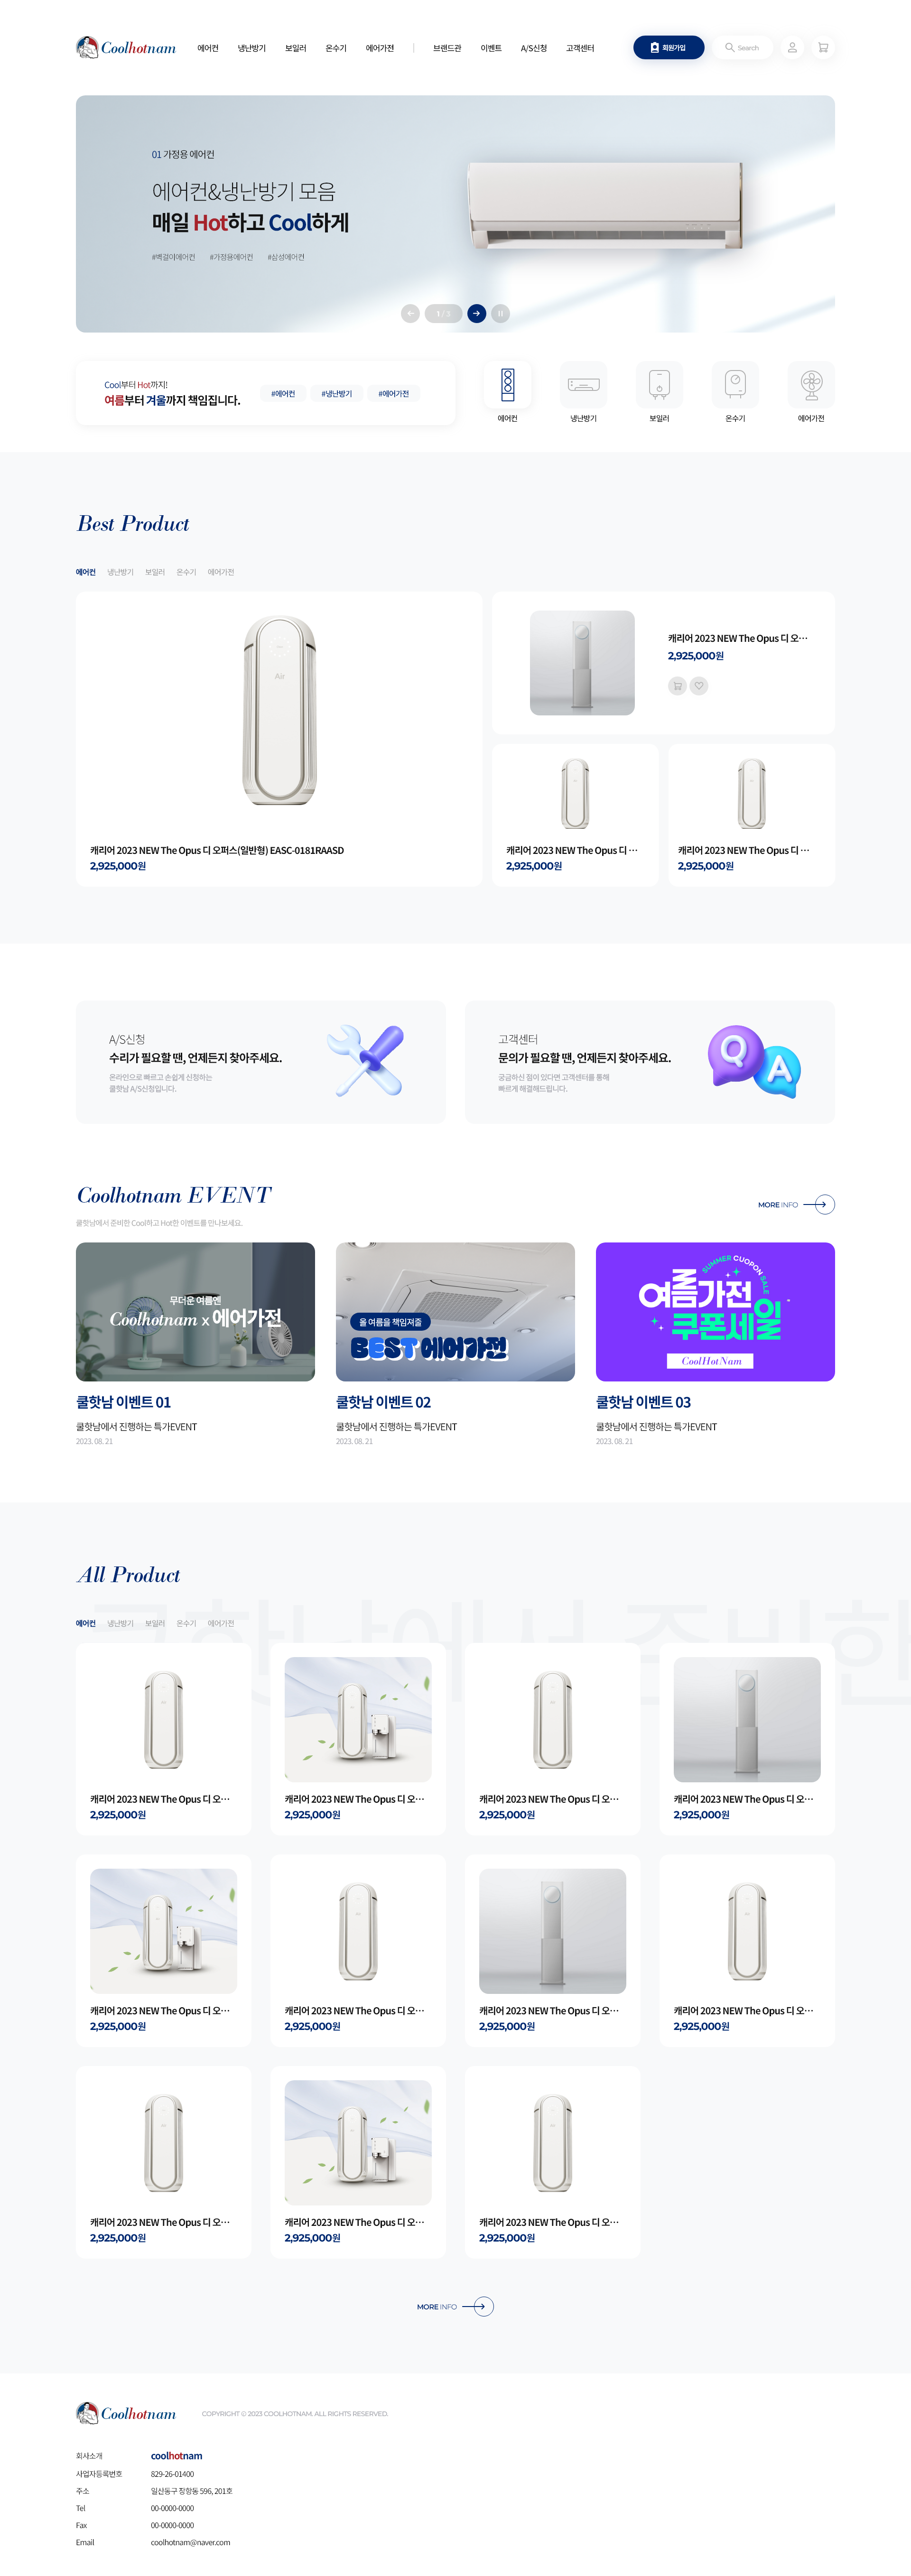 Coolhotnam
에어컨 냉난방기 보일러 온수기 에어가전 브랜드관 이벤트 A/S신청 고객센터
회원가입
Search
01 가정용 에어컨
에어컨&냉난방기 모음
매일 Hot하고 Cool하게
#벽걸이에어컨 #가정용에어컨 #삼성에어컨
1 / 3
Cool부터 Hot까지!
여름부터 겨울까지 책임집니다.
#에어컨 #냉난방기 #에어가전
에어컨 냉난방기 보일러 온수기 에어가전
Best Product
에어컨 냉난방기 보일러 온수기 에어가전
Air
캐리어 2023 NEW The Opus 디 오퍼스(일반형) EASC-0181RAASD
2,925,000원
캐리어 2023 NEW The Opus 디 오…
2,925,000원
캐리어 2023 NEW The Opus 디 …
2,925,000원
캐리어 2023 NEW The Opus 디 …
2,925,000원
A/S신청
수리가 필요할 땐, 언제든지 찾아주세요.
온라인으로 빠르고 손쉽게 신청하는
쿨핫남 A/S신청입니다.
고객센터
문의가 필요할 땐, 언제든지 찾아주세요.
궁금하신 점이 있다면 고객센터를 통해
빠르게 해결해드립니다.
Q
A
Coolhotnam EVENT
쿨핫남에서 준비한 Cool하고 Hot한 이벤트를 만나보세요.
MORE INFO
무더운 여름엔
Coolhotnam x 에어가전
올 여름을 책임져줄
BEST 에어가전
SUMMER CUOPON SALE
여름가전
쿠폰세일
CoolHotNam
쿨핫남 이벤트 01
쿨핫남에서 진행하는 특가EVENT
2023. 08. 21
쿨핫남 이벤트 02
쿨핫남에서 진행하는 특가EVENT
2023. 08. 21
쿨핫남 이벤트 03
쿨핫남에서 진행하는 특가EVENT
2023. 08. 21
All Product
에어컨 냉난방기 보일러 온수기 에어가전
캐리어 2023 NEW The Opus 디 오…
2,925,000원
캐리어 2023 NEW The Opus 디 오…
2,925,000원
캐리어 2023 NEW The Opus 디 오…
2,925,000원
캐리어 2023 NEW The Opus 디 오…
2,925,000원
캐리어 2023 NEW The Opus 디 오…
2,925,000원
캐리어 2023 NEW The Opus 디 오…
2,925,000원
캐리어 2023 NEW The Opus 디 오…
2,925,000원
캐리어 2023 NEW The Opus 디 오…
2,925,000원
캐리어 2023 NEW The Opus 디 오…
2,925,000원
캐리어 2023 NEW The Opus 디 오…
2,925,000원
캐리어 2023 NEW The Opus 디 오…
2,925,000원
MORE INFO
Coolhotnam
COPYRIGHT © 2023 COOLHOTNAM. ALL RIGHTS RESERVED.
회사소개 coolhotnam
사업자등록번호 829-26-01400
주소 일산동구 장항동 596, 201호
Tel 00-0000-0000
Fax 00-0000-0000
Email coolhotnam@naver.com